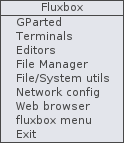 Fluxbox
GParted
Terminals
Editors
File Manager
File/System utils
Network config
Web browser
fluxbox menu
Exit